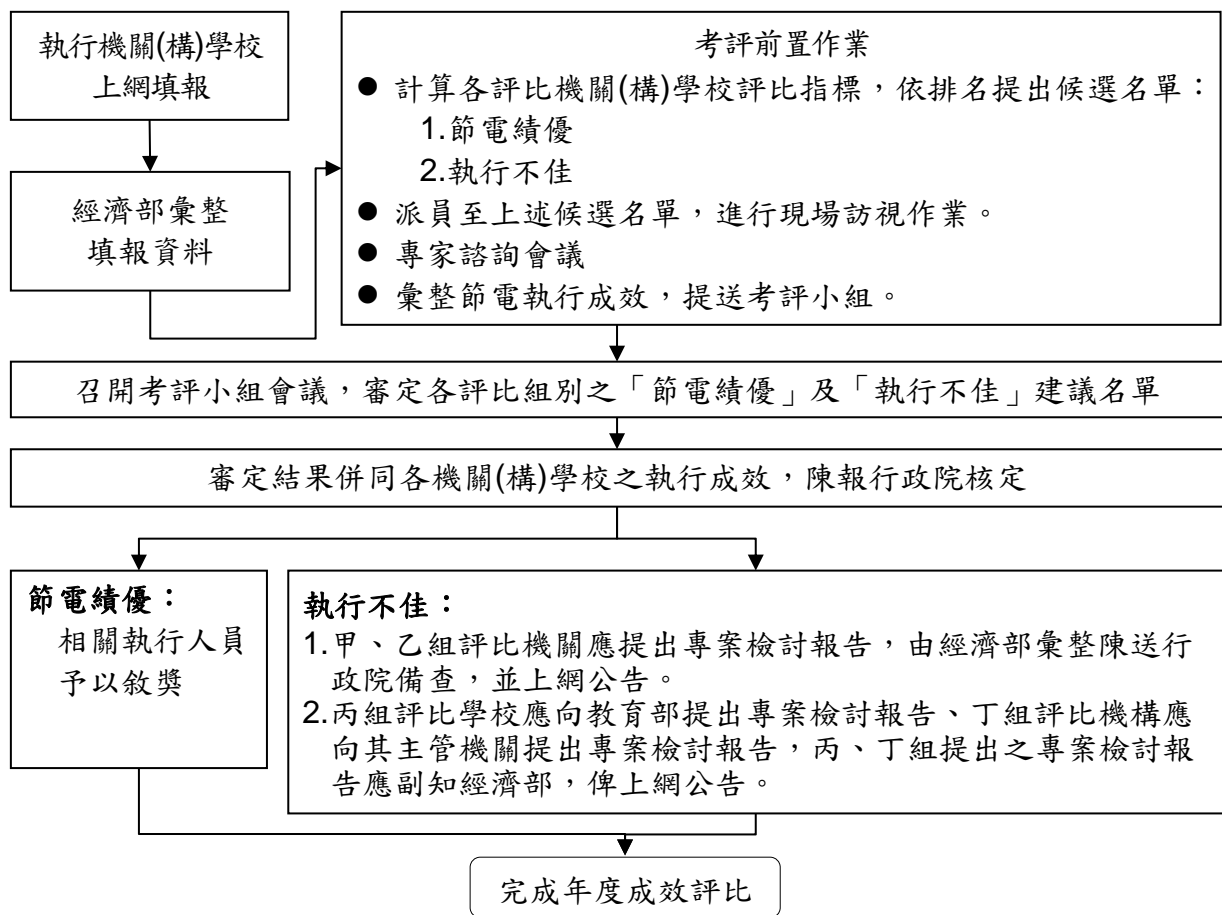 執行機關(構)學校
上網填報
經濟部彙整
填報資料
考評前置作業
● 計算各評比機關(構)學校評比指標，依排名提出候選名單：
1.節電績優
2.執行不佳
● 派員至上述候選名單，進行現場訪視作業。
● 專家諮詢會議
● 彙整節電執行成效，提送考評小組。
召開考評小組會議，審定各評比組別之「節電績優」及「執行不佳」建議名單
審定結果併同各機關(構)學校之執行成效，陳報行政院核定
節電績優：
相關執行人員
予以敘獎
執行不佳：
1.甲、乙組評比機關應提出專案檢討報告，由經濟部彙整陳送行
政院備查，並上網公告。
2.丙組評比學校應向教育部提出專案檢討報告、丁組評比機構應
向其主管機關提出專案檢討報告，丙、丁組提出之專案檢討報
告應副知經濟部，俾上網公告。
完成年度成效評比